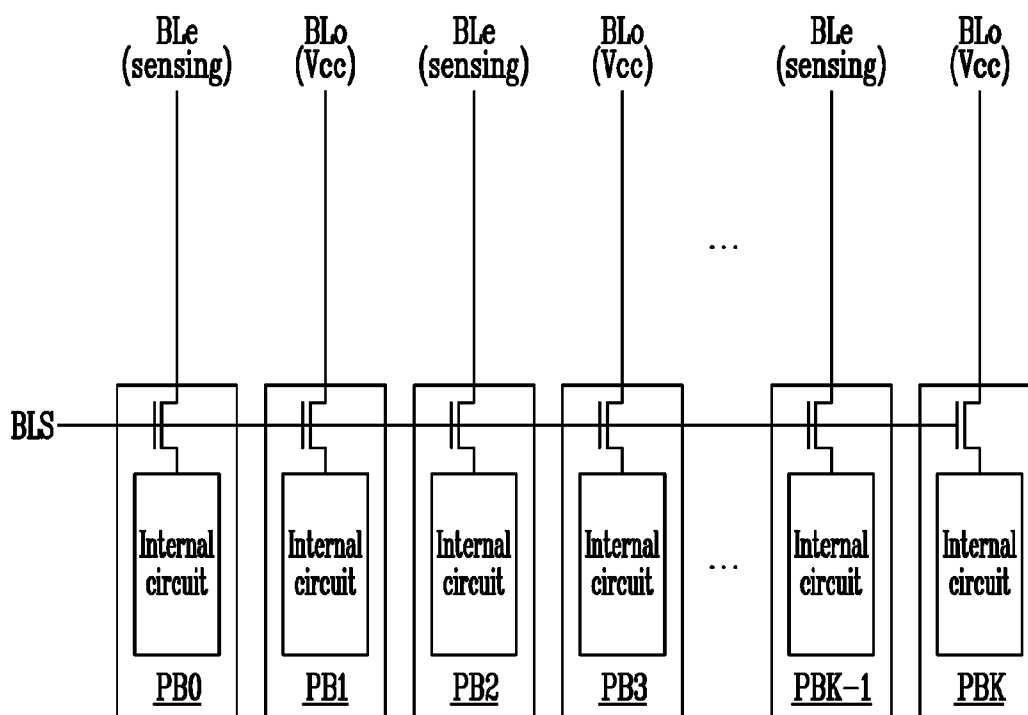 BLe BLo BLe BLo BLe BLo
(sensing) (Vcc) (sensing) (Vcc) (sensing) (Vcc)
...
BLS
Internal Internal Internal Internal Internal Internal
circuit circuit circuit circuit ... circuit circuit
PB0 PB1 PB2 PB3 PBK-1 PBK